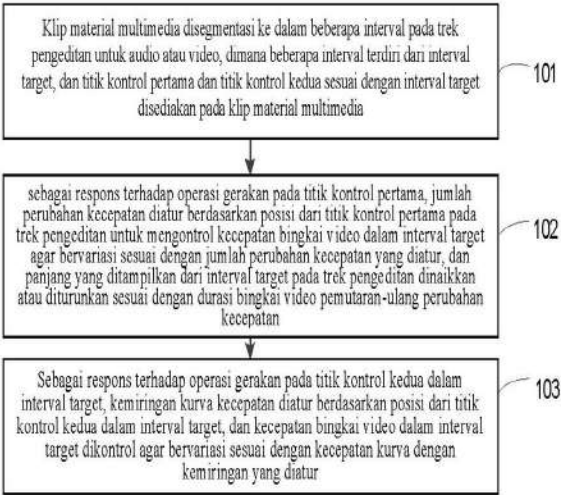 Klip material multimedia disegmentasi ke dalam beberapa interval pada trek
pengeditan untuk audio atau video, dimana beberapa interval terdiri dari interval
target, dan titik kontrol pertama dan titik kontrol kedua sesuai dengan interval target
disediakan pada klip material multimedia
101
sebagai respons terhadap operasi gerakan pada titik kontrol pertama, jumlah
perubahan kecepatan diatur berdasarkan posisi dari titik kontrol pertama pada
trek pengeditan untuk mengontrol kecepatan bingkai video dalam interval target
agar bervariasi sesuai dengan jumlah perubahan kecepatan yang diatur, dan
panjang yang ditampilkan dari interval target pada trek pengeditan dinaikkan
atau diturunkan sesuai dengan durasi bingkai video pemutaran-ulang perubahan
kecepatan
102
Sebagai respons terhadap operasi gerakan pada titik kontrol kedua dalam
interval target, kemiringan kurva kecepatan diatur berdasarkan posisi dari titik
kontrol kedua dalam interval target, dan kecepatan bingkai video dalam interval
target dikontrol agar bervariasi sesuai dengan kecepatan kurva dengan
kemiringan yang diatur
103